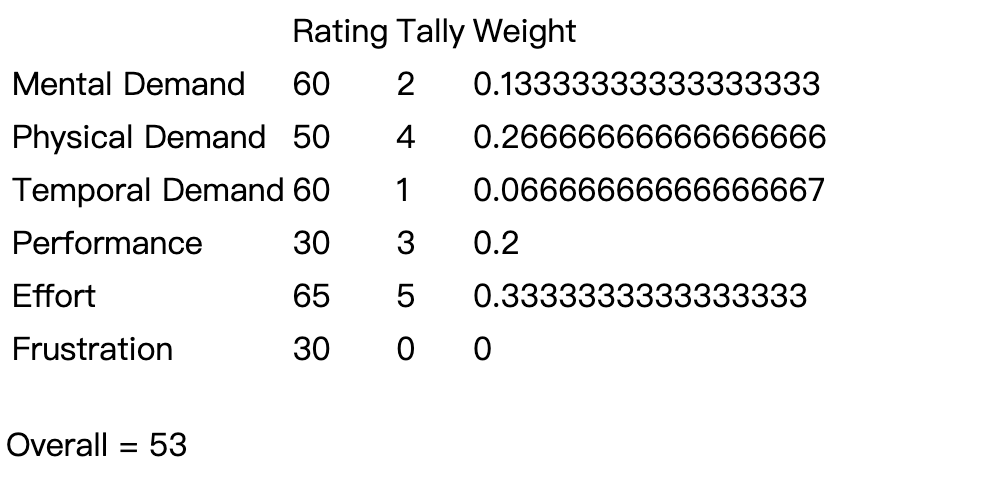 Rating Tally Weight
Mental Demand 60 2 0.13333333333333333
Physical Demand 50 4 0.26666666666666666
Temporal Demand 60 1 0.06666666666666667
Performance 30 3 0.2
Effort 65 5 0.3333333333333333
Frustration 30 0 0
Overall = 53